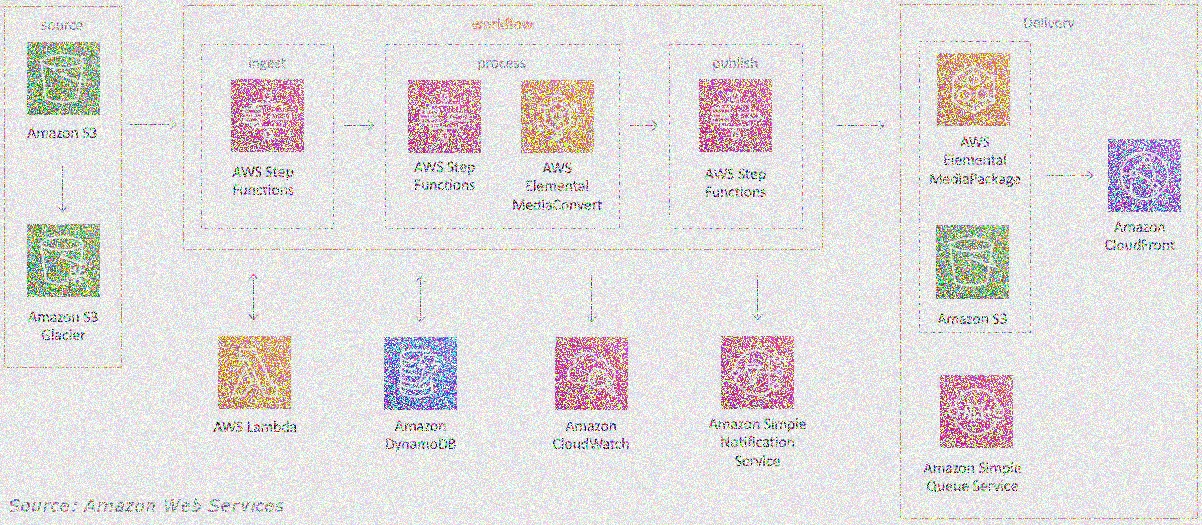 source
Amazon S3
Amazon S3
Glacier
workflow
ingest
AWS Step
Functions
process
AWS Step
Functions
AWS
Elemental
MediaConvert
publish
AWS Step
Functions
AWS Lambda
Amazon
DynamoDB
Amazon
CloudWatch
Amazon Simple
Notification
Service
Delivery
AWS
Elemental
MediaPackage
Amazon S3
Amazon
CloudFront
Amazon Simple
Queue Service
Source: Amazon Web Services